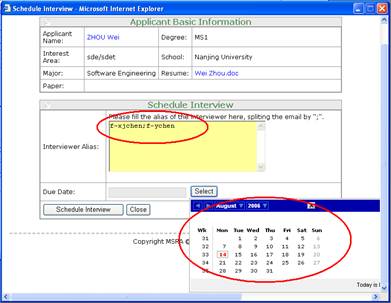 Schedule Interview - Microsoft Internet Explorer
Applicant Basic Information
Applicant Name: ZHOU Wei Degree: MS1
Interest Area: sde/sdet School: Nanjing University
Major: Software Engineering Resume: Wei Zhou.doc
Paper:
Schedule Interview
Please fill the alias of the interviewer here, spliting the email by ";".
Interviewer Alias: f-xjchen;f-ychen
Due Date: Select
Schedule Interview Close
August 2006
Wk Mon Tue Wed Thu Fri Sat Sun
31 1 2 3 4 5 6
32 7 8 9 10 11 12 13
33 14 15 16 17 18 19 20
34 21 22 23 24 25 26 27
35 28 29 30 31
Copyright MSRA ©
Today is